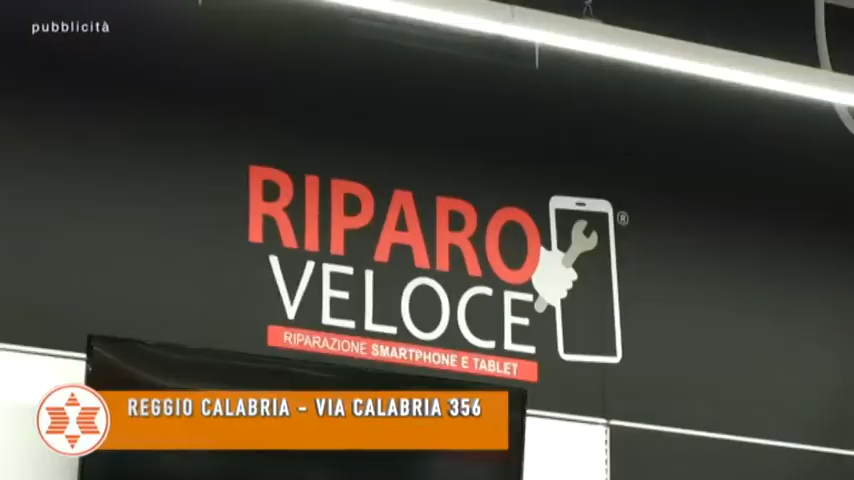 pubblicità
RIPARO
®
VELOCE
RIPARAZIONE SMARTPHONE E TABLET
REGGIO CALABRIA - VIA CALABRIA 356